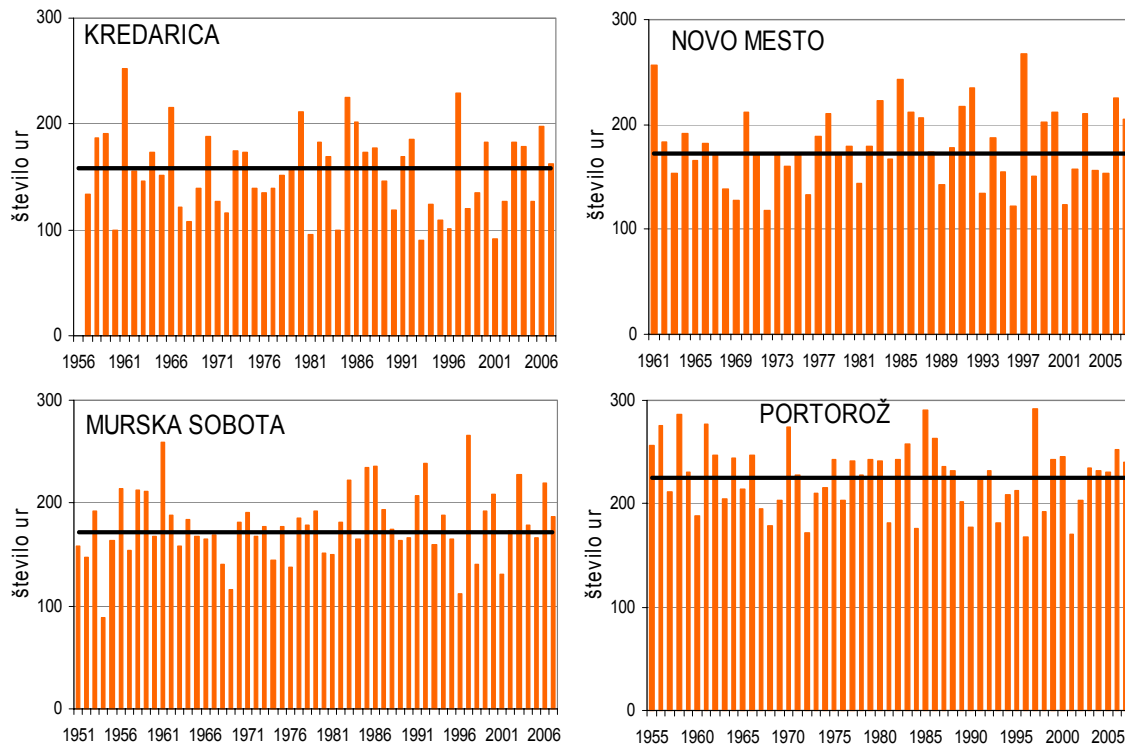 KREDARICA
število ur
300
200
100
0
1956 1961 1966 1971 1976 1981 1986 1991 1996 2001 2006
NOVO MESTO
število ur
300
200
100
0
1961 1965 1969 1973 1977 1981 1985 1989 1993 1997 2001 2005
MURSKA SOBOTA
število ur
300
200
100
0
1951 1956 1961 1966 1971 1976 1981 1986 1991 1996 2001 2006
PORTOROŽ
število ur
300
200
100
0
1955 1960 1965 1970 1975 1980 1985 1990 1995 2000 2005